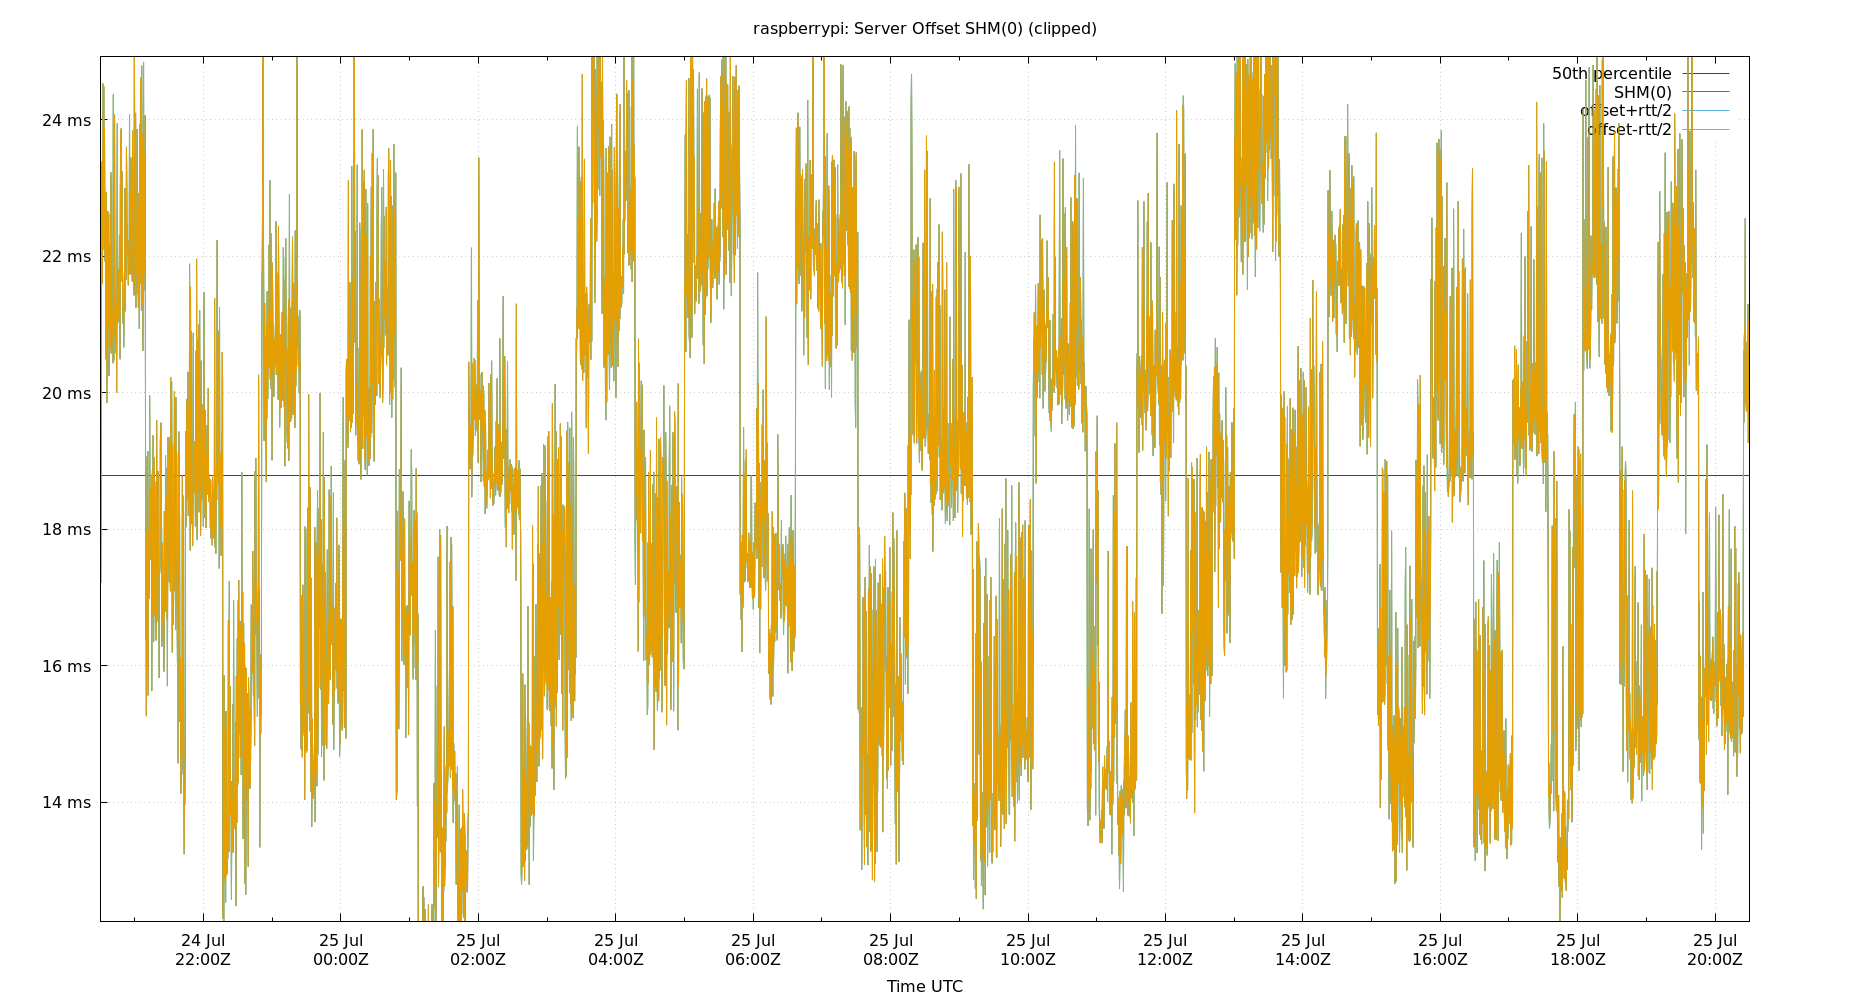 raspberrypi: Server Offset SHM(0) (clipped)
50th percentile
SHM(0)
offset+rtt/2
offset-rtt/2
24 ms
22 ms
20 ms
18 ms
16 ms
14 ms
24 Jul 25 Jul 25 Jul 25 Jul 25 Jul 25 Jul 25 Jul 25 Jul 25 Jul 25 Jul 25 Jul 25 Jul
22:00Z 00:00Z 02:00Z 04:00Z 06:00Z 08:00Z 10:00Z 12:00Z 14:00Z 16:00Z 18:00Z 20:00Z
Time UTC